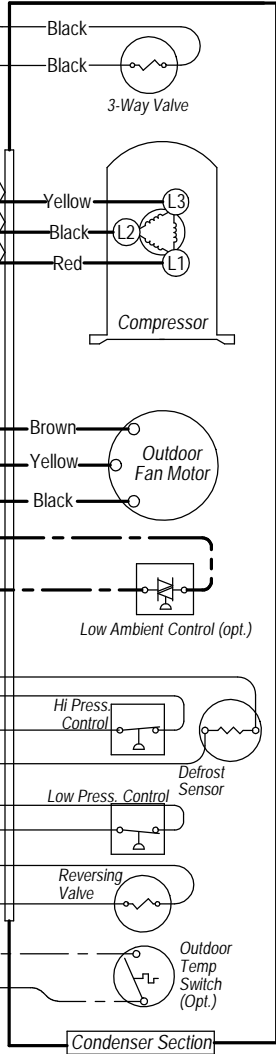 Black
Black
3-Way Valve
Yellow
L3
Black
L2
Red
L1
Compressor
Brown
Yellow
Black
Outdoor
Fan Motor
Low Ambient Control (opt.)
Hi Press.
Control
Defrost
Sensor
Low Press. Control
Reversing
Valve
Outdoor
Temp
Switch
(Opt.)
Condenser Section